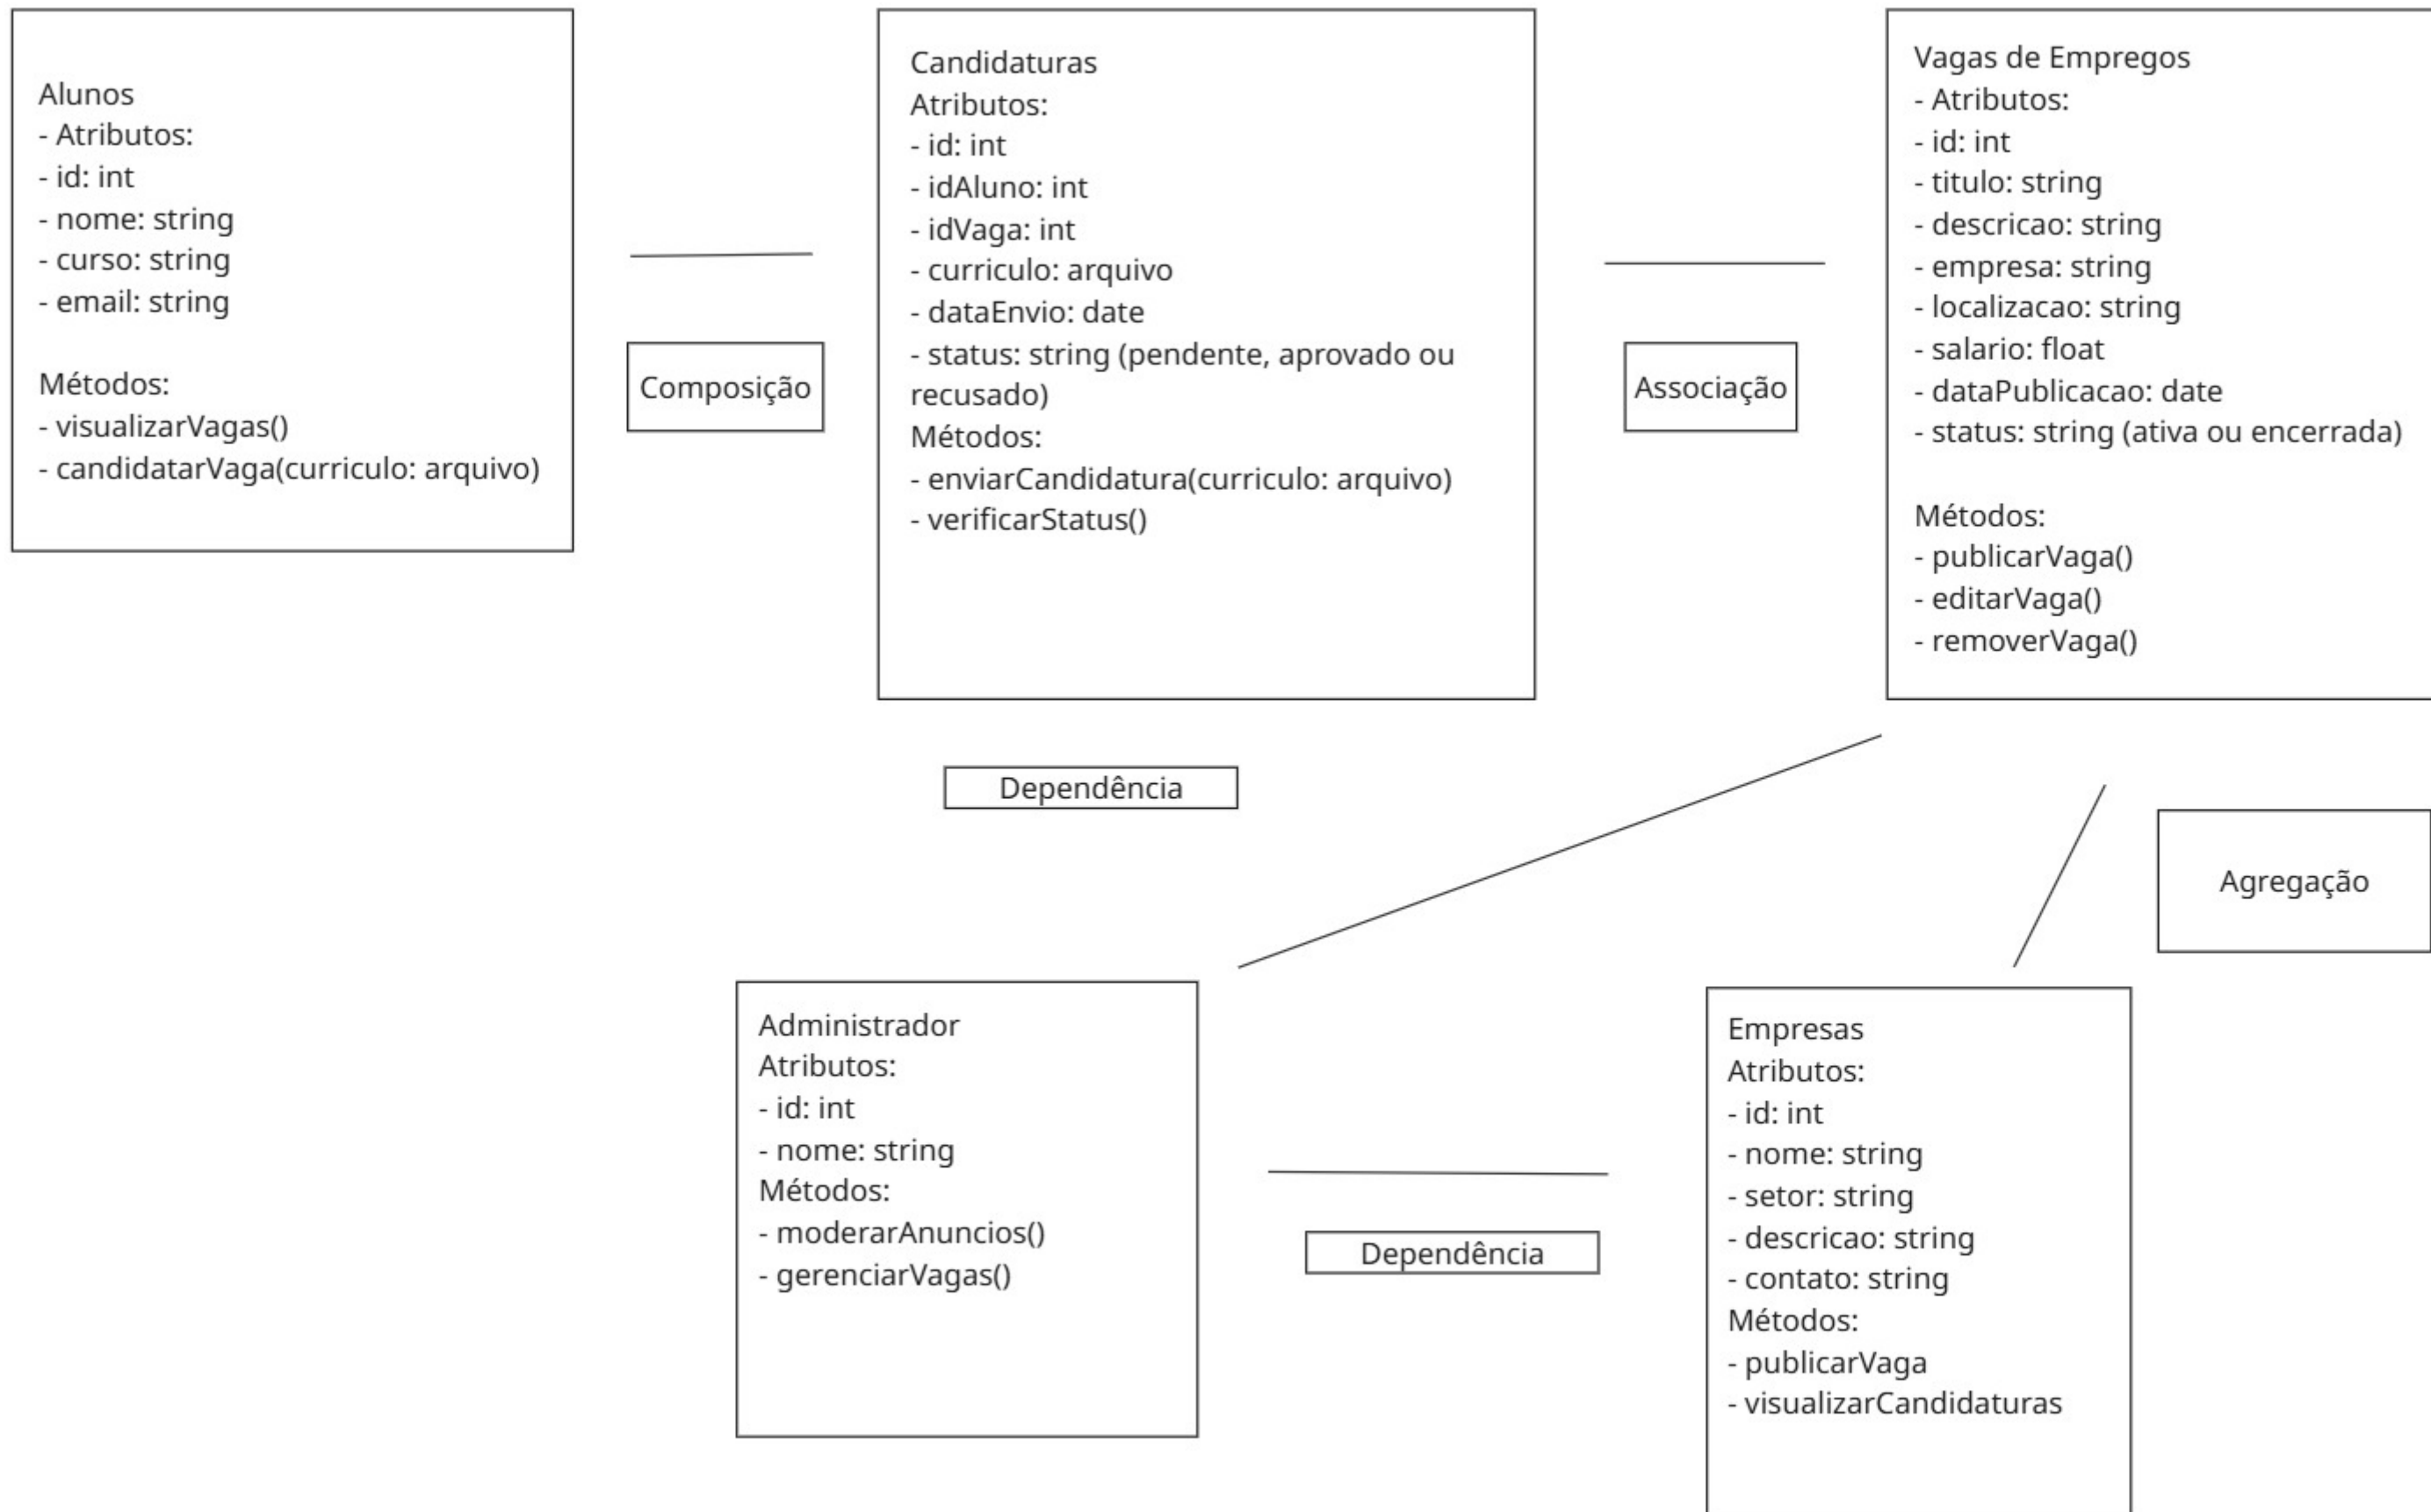 Alunos
- Atributos:
- id: int
- nome: string
- curso: string
- email: string
Métodos:
- visualizarVagas()
- candidatarVaga(curriculo: arquivo)
Composição
Candidaturas
Atributos:
- id: int
- idAluno: int
- idVaga: int
- curriculo: arquivo
- dataEnvio: date
- status: string (pendente, aprovado ou
recusado)
Métodos:
- enviarCandidatura(curriculo: arquivo)
- verificarStatus()
Associação
Vagas de Empregos
- Atributos:
- id: int
- titulo: string
- descricao: string
- empresa: string
- localizacao: string
- salario: float
- dataPublicacao: date
- status: string (ativa ou encerrada)
Métodos:
- publicarVaga()
- editarVaga()
- removerVaga()
Dependência
Agregação
Administrador
Atributos:
- id: int
- nome: string
Métodos:
- moderarAnuncios()
- gerenciarVagas()
Dependência
Empresas
Atributos:
- id: int
- nome: string
- setor: string
- descricao: string
- contato: string
Métodos:
- publicarVaga
- visualizarCandidaturas